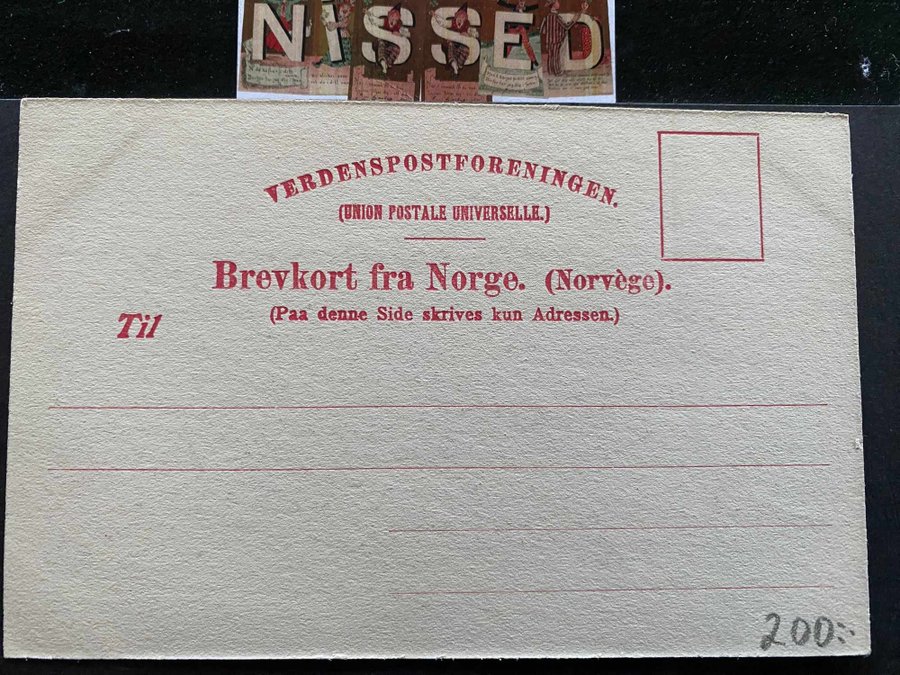 NISSED
VERDENSPOSTFORENINGEN.
(UNION POSTALE UNIVERSELLE.)
Brevkort fra Norge. (Norvège).
(Paa denne Side skrives kun Adressen.)
Til
200:-